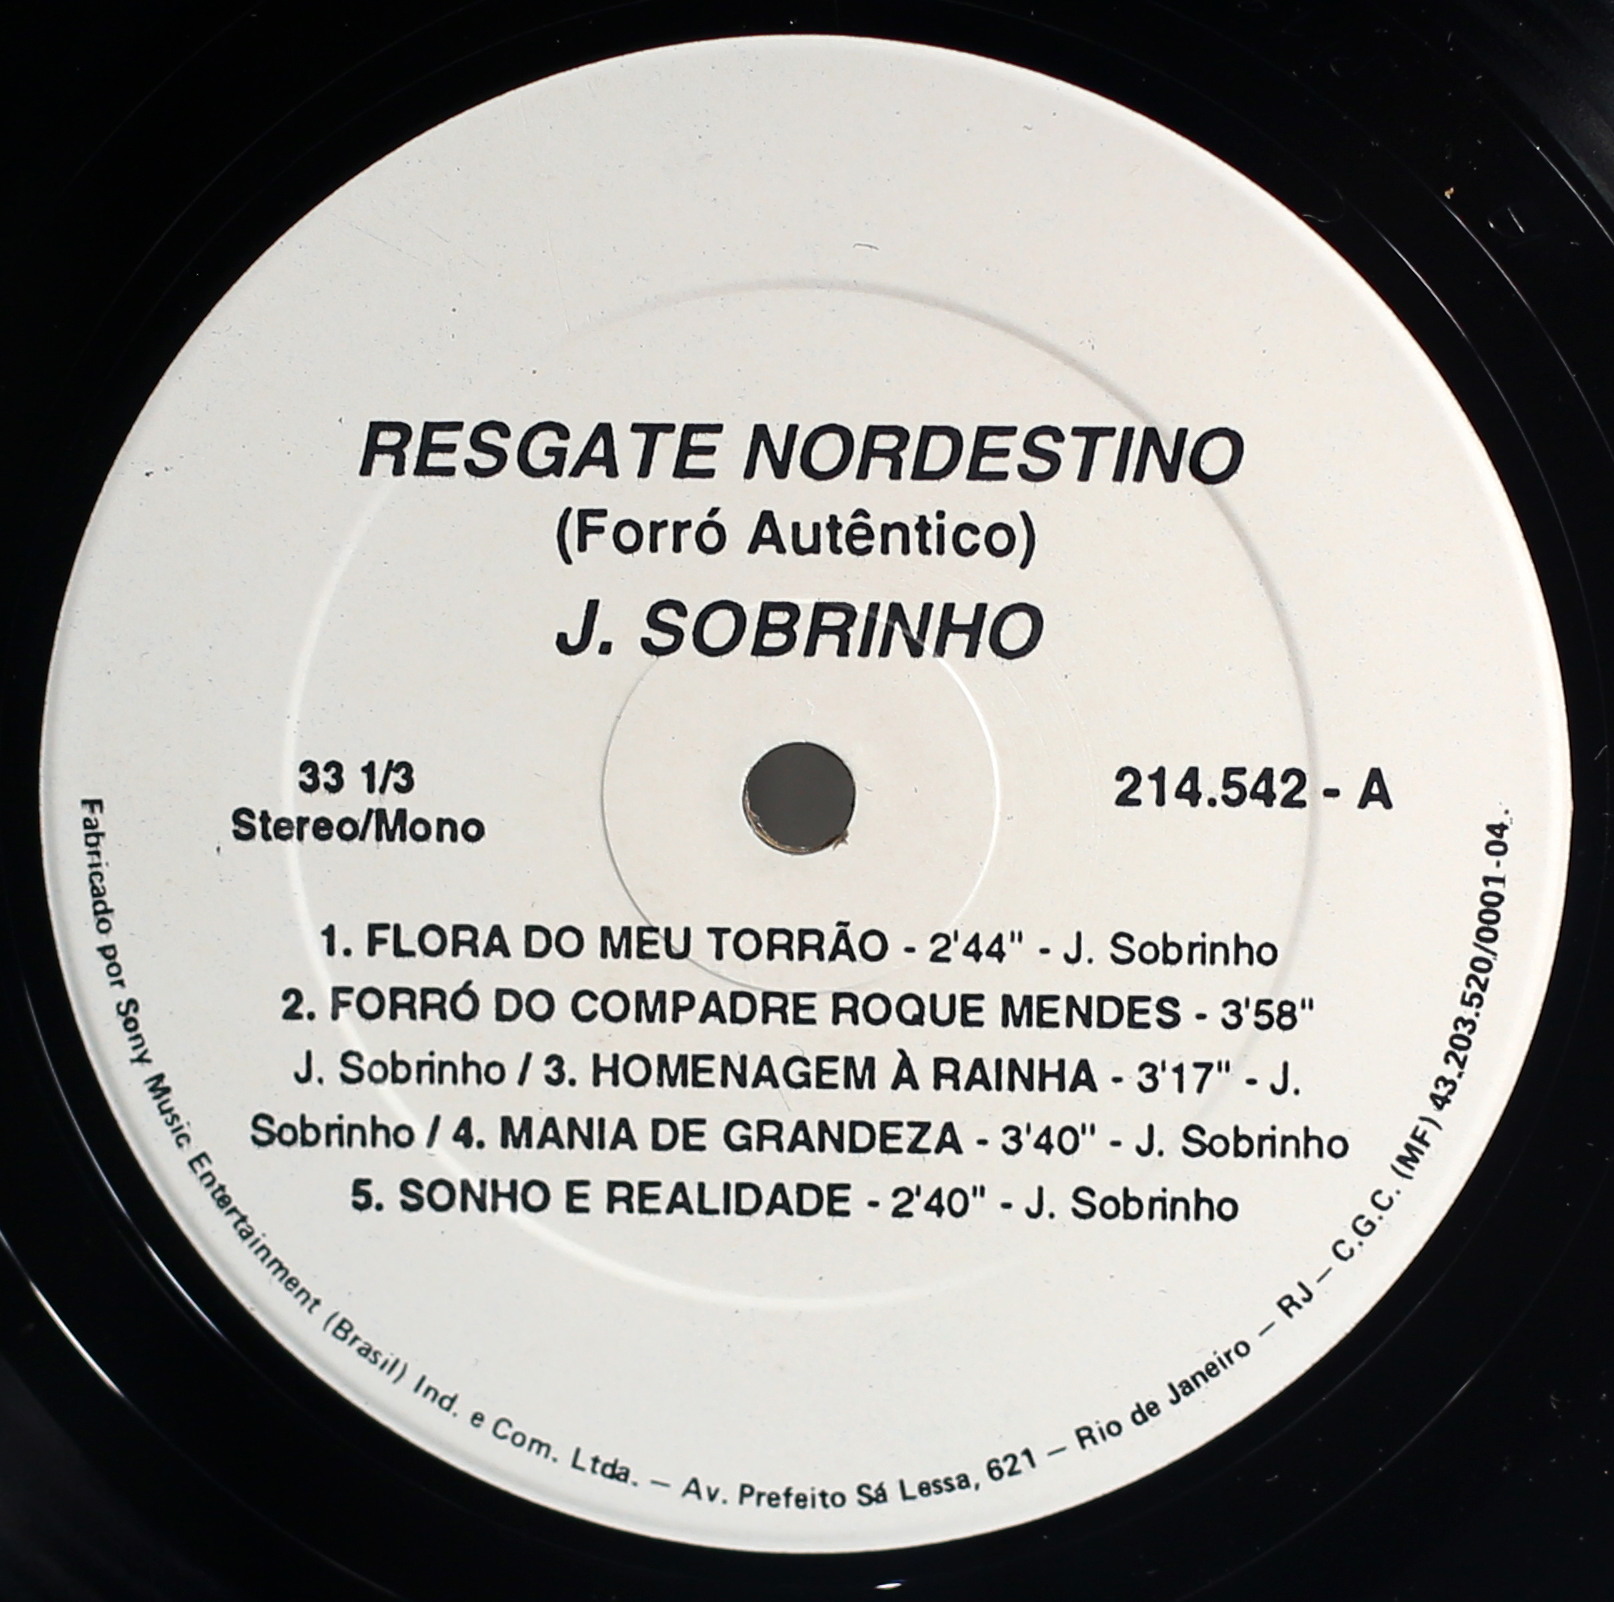 RESGATE NORDESTINO
(Forró Autêntico)
J. SOBRINHO
33 1/3
Stereo/Mono
214.542 - A
1. FLORA DO MEU TORRÃO - 2'44" - J. Sobrinho
2. FORRÓ DO COMPADRE ROQUE MENDES - 3'58"
J. Sobrinho / 3. HOMENAGEM À RAINHA - 3'17" - J.
Sobrinho / 4. MANIA DE GRANDEZA - 3'40" - J. Sobrinho
5. SONHO E REALIDADE - 2'40" - J. Sobrinho
Fabricado por Sony Music Entertainment (Brasil) Ind. e Com. Ltda. — Av. Prefeito Sá Lessa, 621 — Rio de Janeiro — RJ — C.G.C. (MF) 43.203.520/0001-04.